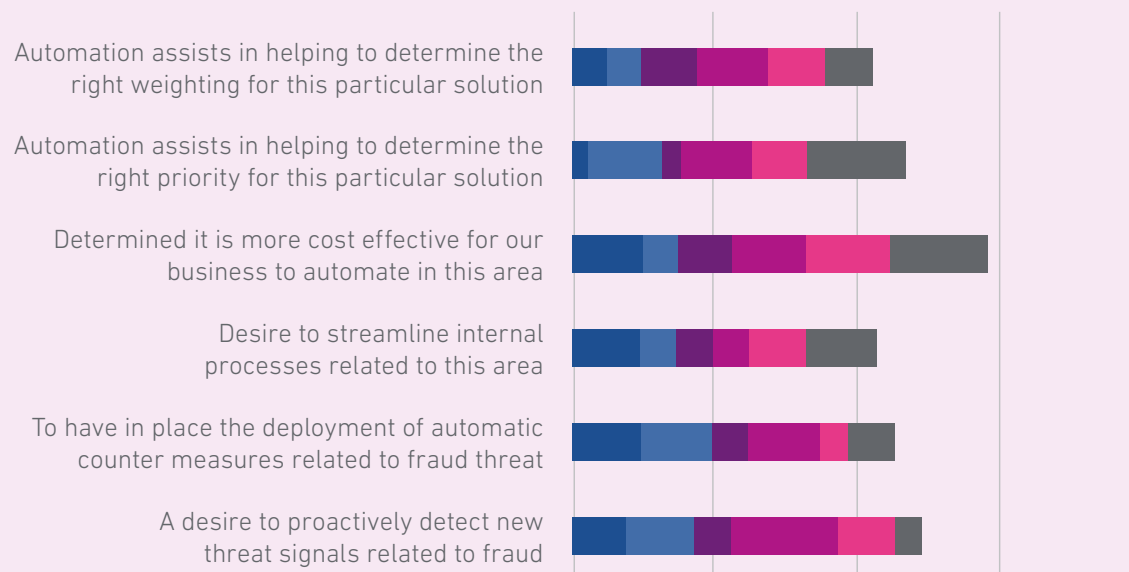 Automation assists in helping to determine the
right weighting for this particular solution
Automation assists in helping to determine the
right priority for this particular solution
Determined it is more cost effective for our
business to automate in this area
Desire to streamline internal
processes related to this area
To have in place the deployment of automatic
counter measures related to fraud threat
A desire to proactively detect new
threat signals related to fraud